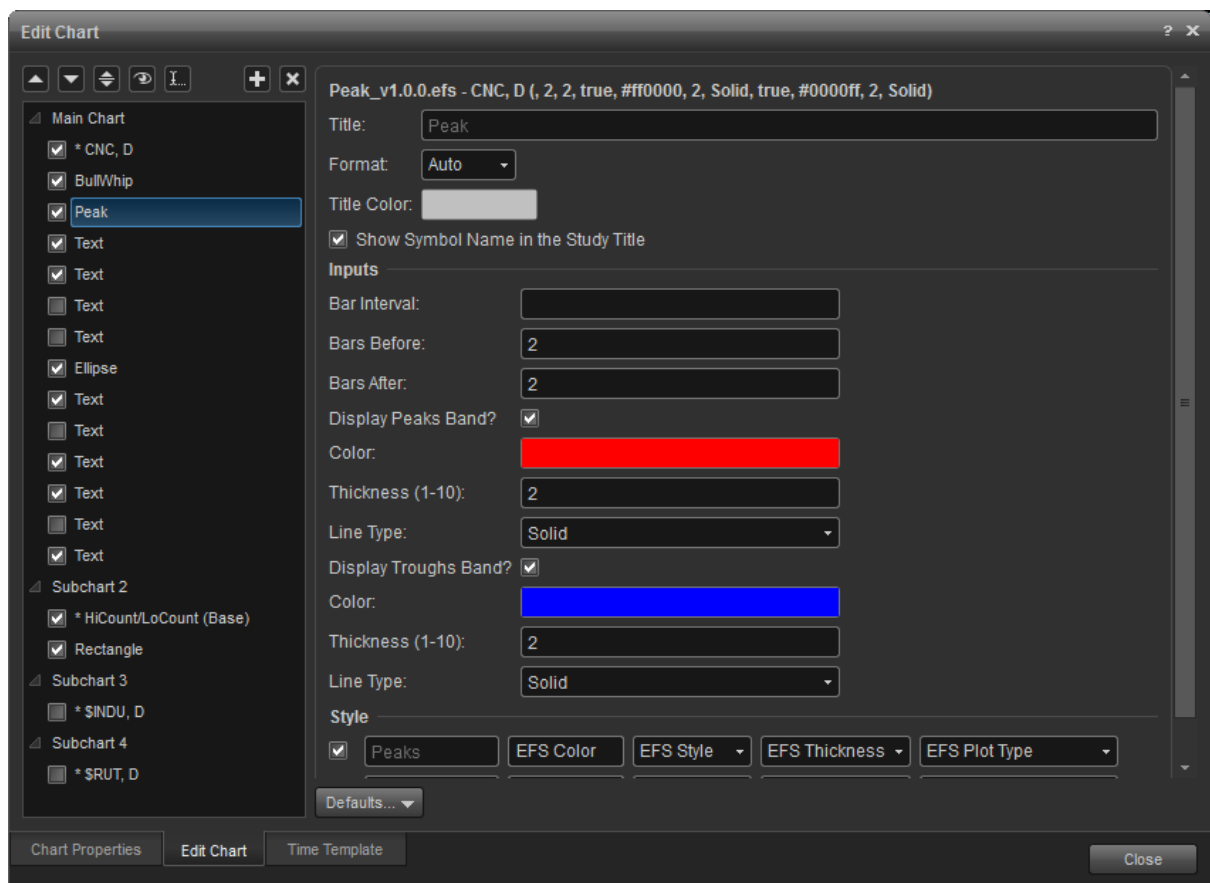 Edit Chart
? X
Peak_v1.0.0.efs - CNC, D (, 2, 2, true, #ff0000, 2, Solid, true, #0000ff, 2, Solid)
Main Chart
* CNC, D
BullWhip
Peak
Text
Text
Text
Text
Ellipse
Text
Text
Text
Text
Text
Text
Subchart 2
* HiCount/LoCount (Base)
Rectangle
Subchart 3
* $INDU, D
Subchart 4
* $RUT, D
Title: Peak
Format: Auto
Title Color:
Show Symbol Name in the Study Title
Inputs
Bar Interval:
Bars Before: 2
Bars After: 2
Display Peaks Band?
Color:
Thickness (1-10): 2
Line Type: Solid
Display Troughs Band?
Color:
Thickness (1-10): 2
Line Type: Solid
Style
Peaks EFS Color EFS Style EFS Thickness EFS Plot Type
Defaults...
Chart Properties Edit Chart Time Template
Close